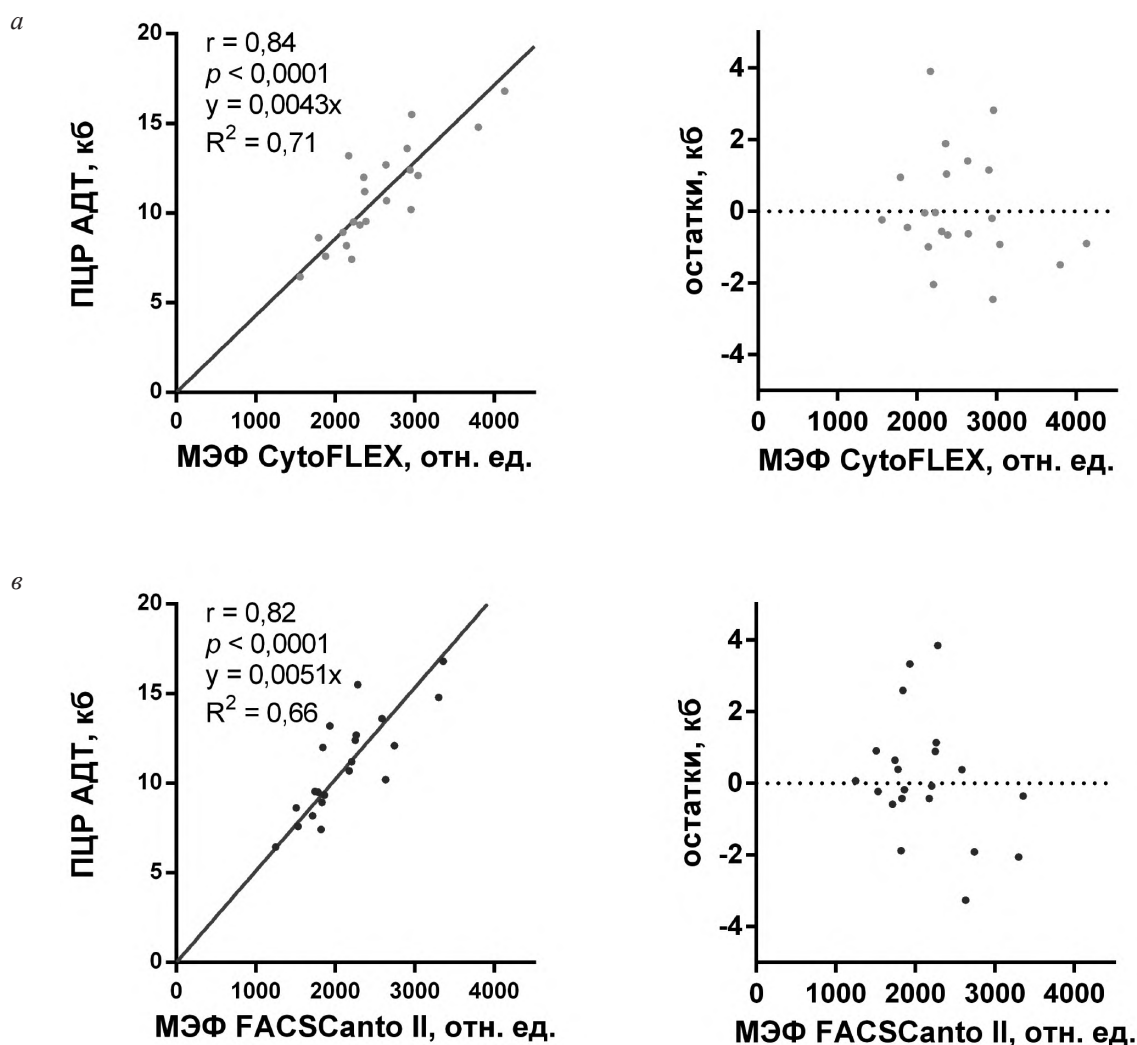 а
20
15
10
5
0
ПЦР АДТ, кб
r = 0,84
p < 0,0001
y = 0,0043x
R² = 0,71
0 1000 2000 3000 4000
МЭФ CytoFLEX, отн. ед.
4
2
0
-2
-4
остатки, кб
0 1000 2000 3000 4000
МЭФ CytoFLEX, отн. ед.
в
20
15
10
5
0
ПЦР АДТ, кб
r = 0,82
p < 0,0001
y = 0,0051x
R² = 0,66
0 1000 2000 3000 4000
МЭФ FACSCanto II, отн. ед.
4
2
0
-2
-4
остатки, кб
0 1000 2000 3000 4000
МЭФ FACSCanto II, отн. ед.